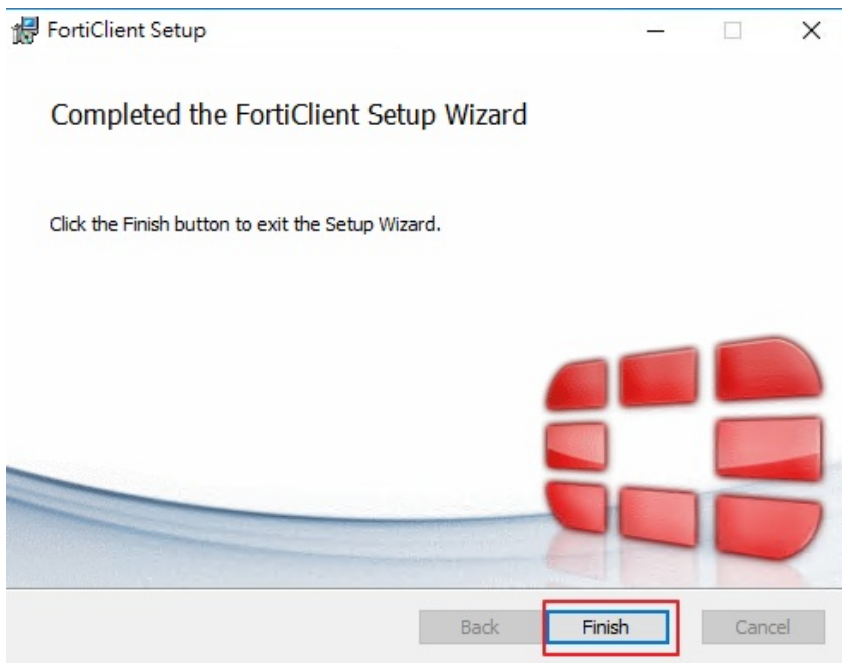 FortiClient Setup
Completed the FortiClient Setup Wizard
Click the Finish button to exit the Setup Wizard.
Back Finish Cancel